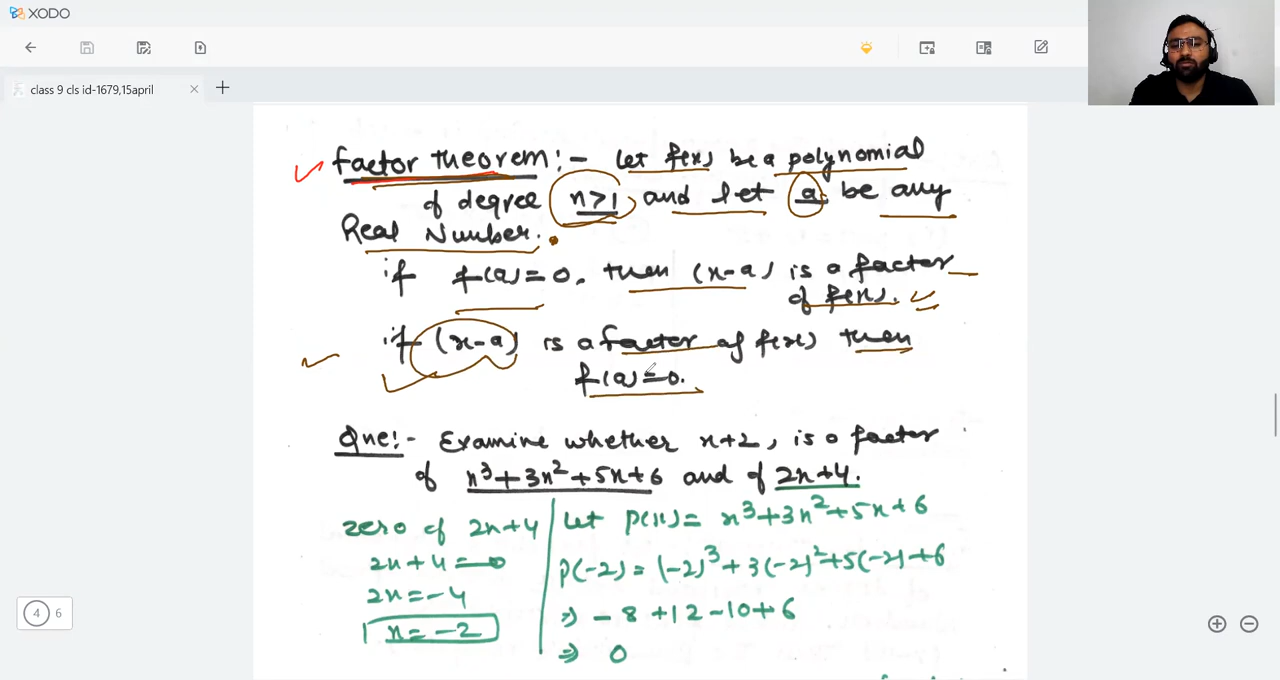 XODO
class 9 cls id-1679,15april
Factor Theorem:- Let f(x) be a polynomial
of degree n>1 and let a be any
Real Number.
if f(a)=0, then (x-a) is a factor
of f(x).
if (x-a) is a factor of f(x) then
f(a)=0.
Que:- Examine whether x+2, is a factor
of x³+3x²+5x+6 and of 2x+4.
zero of 2x+4
2x+4=0
2x=-4
x=-2
Let P(x)= x³+3x²+5x+6
P(-2)=(-2)³+3(-2)²+5(-2)+6
⇒ -8+12-10+6
⇒ 0
4 6